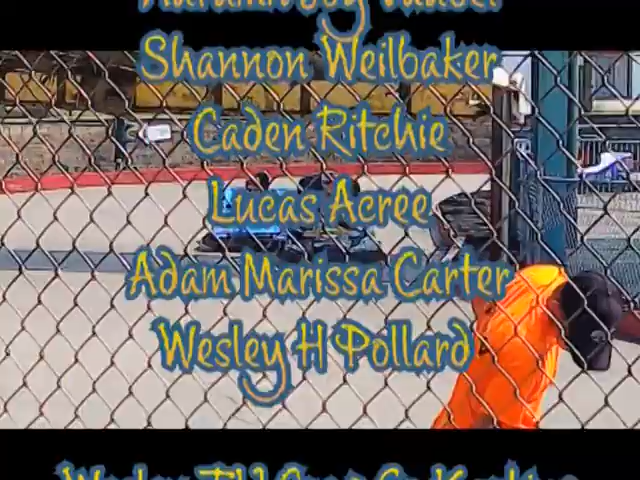 Shannon Weilbaker
Caden Ritchie
Lucas Acree
Adam Marissa Carter
Wesley H Pollard